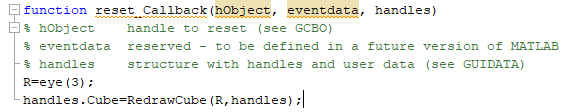 function reset_Callback(hObject, eventdata, handles)
% hObject    handle to reset (see GCBO)
% eventdata  reserved - to be defined in a future version of MATLAB
% handles    structure with handles and user data (see GUIDATA)
R=eye(3);
handles.Cube=RedrawCube(R,handles);